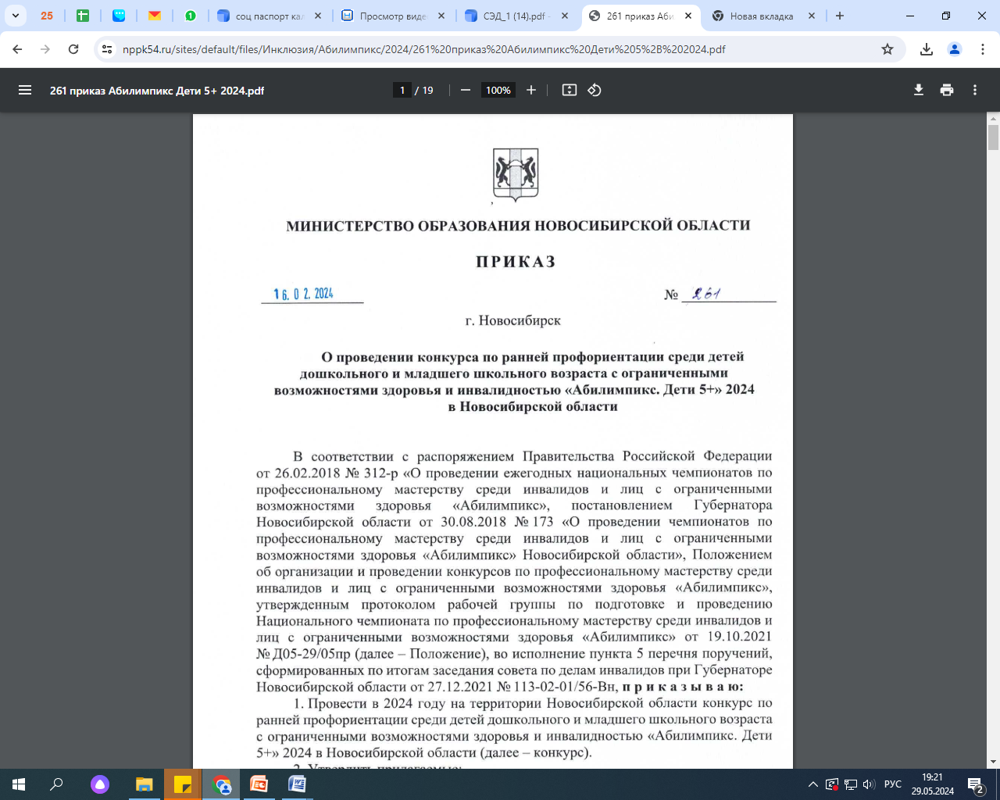 25
соц паспорт кал
Просмотр виде
СЭД_1 (14).pdf -
261 приказ Аби
Новая вкладка
nppk54.ru/sites/default/files/Инклюзия/Абилимпикс/2024/261%20приказ%20Абилимпикс%20Дети%205%2B%202024.pdf
261 приказ Абилимпикс Дети 5+ 2024.pdf
1 / 19
100%
МИНИСТЕРСТВО ОБРАЗОВАНИЯ НОВОСИБИРСКОЙ ОБЛАСТИ
ПРИКАЗ
16.02.2024 № 261
г. Новосибирск
О проведении конкурса по ранней профориентации среди детей
дошкольного и младшего школьного возраста с ограниченными
возможностями здоровья и инвалидностью «Абилимпикс. Дети 5+» 2024
в Новосибирской области
В соответствии с распоряжением Правительства Российской Федерации
от 26.02.2018 № 312-р «О проведении ежегодных национальных чемпионатов по
профессиональному мастерству среди инвалидов и лиц с ограниченными
возможностями здоровья «Абилимпикс», постановлением Губернатора
Новосибирской области от 30.08.2018 № 173 «О проведении чемпионатов по
профессиональному мастерству среди инвалидов и лиц с ограниченными
возможностями здоровья «Абилимпикс» Новосибирской области», Положением
об организации и проведении конкурсов по профессиональному мастерству среди
инвалидов и лиц с ограниченными возможностями здоровья «Абилимпикс»,
утвержденным протоколом рабочей группы по подготовке и проведению
Национального чемпионата по профессиональному мастерству среди инвалидов и
лиц с ограниченными возможностями здоровья «Абилимпикс» от 19.10.2021
№ Д05-29/05пр (далее – Положение), во исполнение пункта 5 перечня поручений,
сформированных по итогам заседания совета по делам инвалидов при Губернаторе
Новосибирской области от 27.12.2021 № 113-02-01/56-Вн, п р и к а з ы в а ю:
1. Провести в 2024 году на территории Новосибирской области конкурс по
ранней профориентации среди детей дошкольного и младшего школьного возраста
с ограниченными возможностями здоровья и инвалидностью «Абилимпикс. Дети
5+» 2024 в Новосибирской области (далее – конкурс).
2. Утвердить прилагаемые:
РУС
19:21
29.05.2024
2